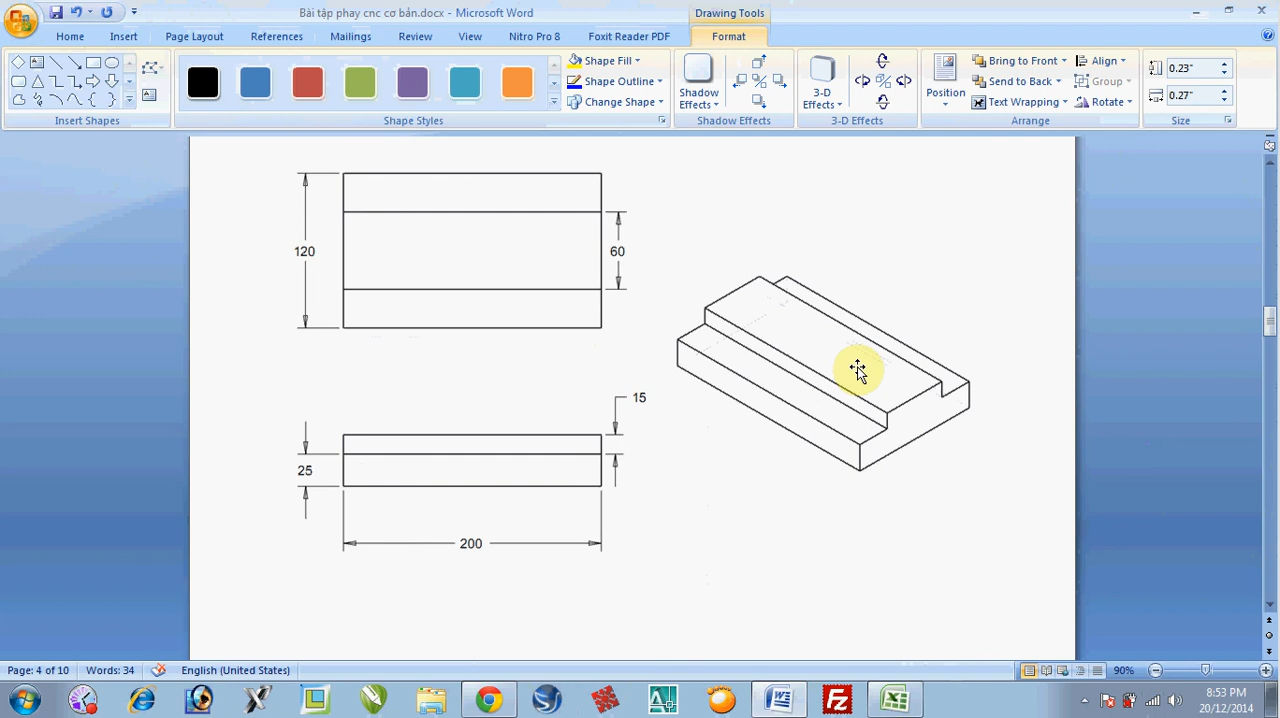 Bài tập phay cnc cơ bản.docx - Microsoft Word
Drawing Tools
Home Insert Page Layout References Mailings Review View Nitro Pro 8 Foxit Reader PDF Format
Shape Fill
Shape Outline
Change Shape
Shadow
Effects
3-D
Effects
Position
Bring to Front
Send to Back
Text Wrapping
Align
Group
Rotate
0.23"
0.27"
Insert Shapes Shape Styles Shadow Effects 3-D Effects Arrange Size
120
60
15
25
200
Page: 4 of 10 Words: 34 English (United States) 90%
8:53 PM
20/12/2014